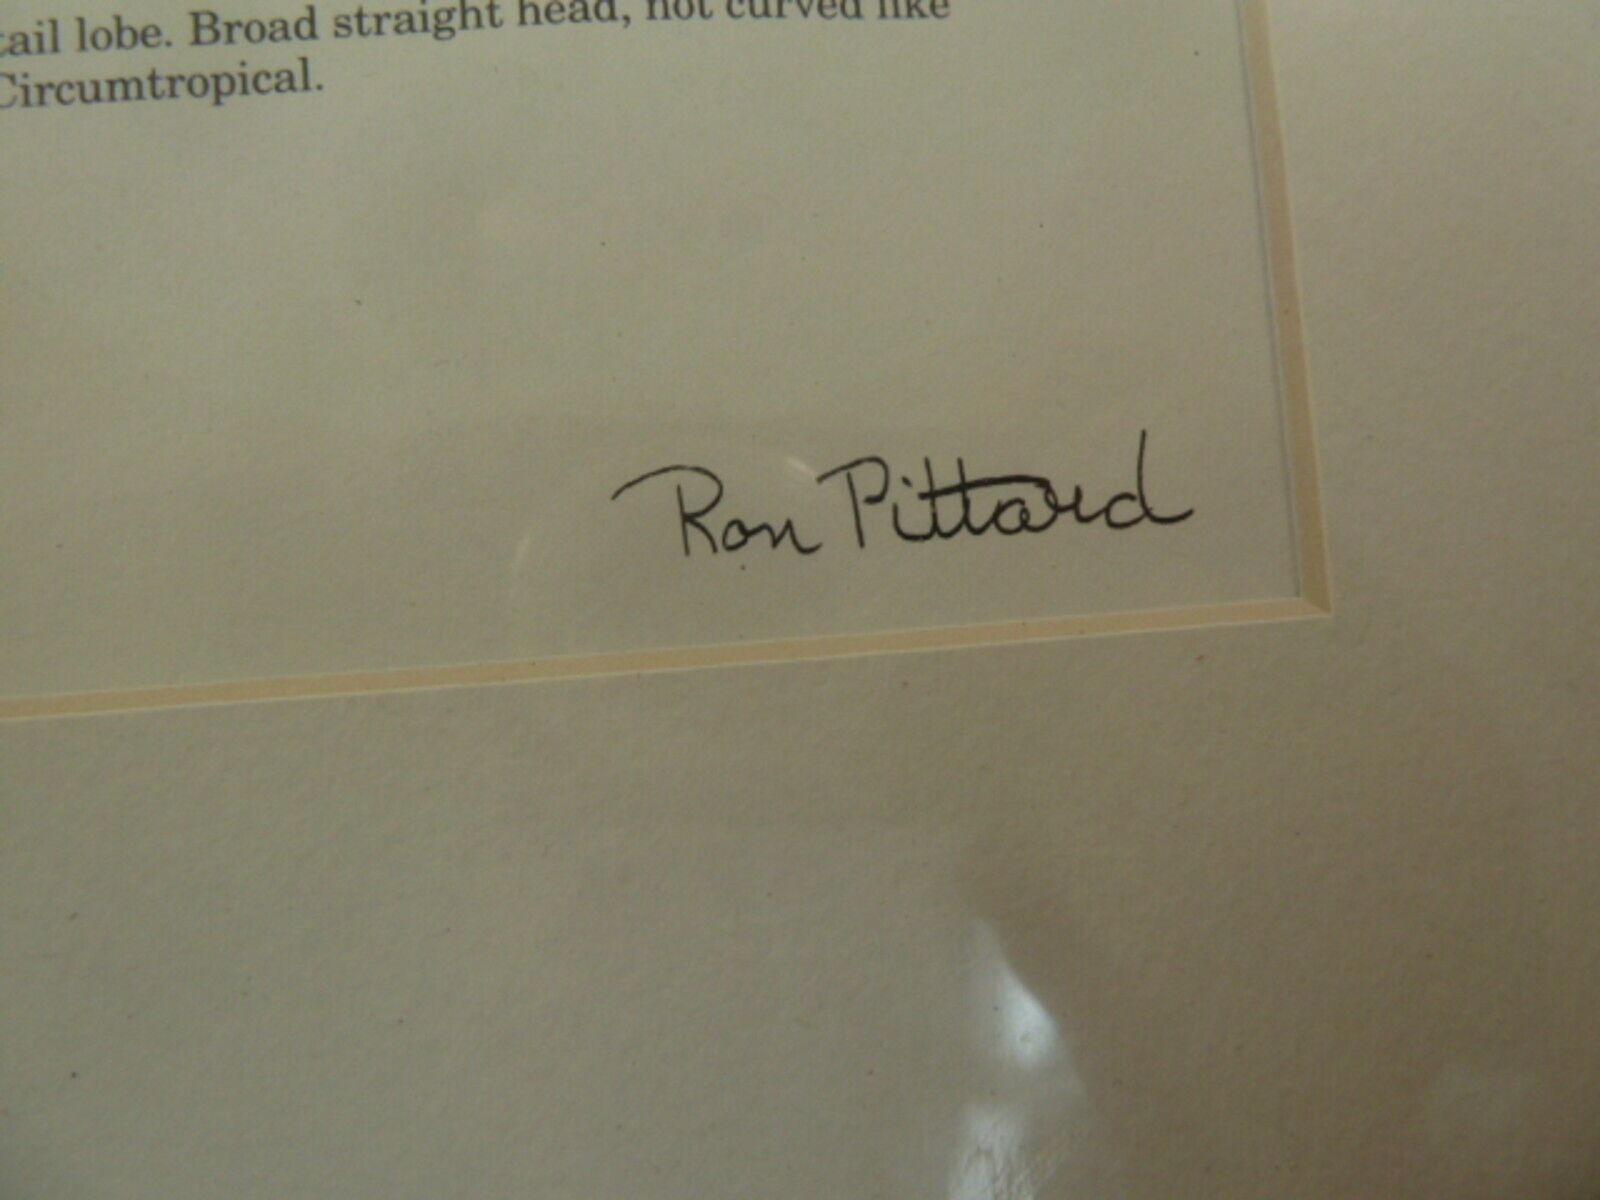 tail lobe. Broad straight head, not curved like
Circumtropical.
Ron Pittard